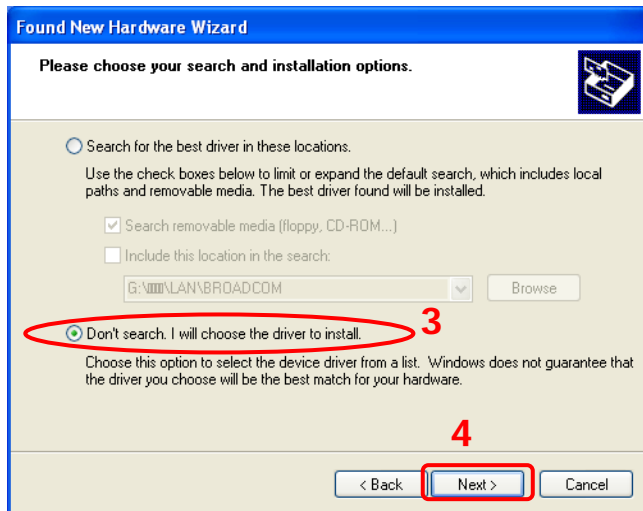 Found New Hardware Wizard
Please choose your search and installation options.
Search for the best driver in these locations.
Use the check boxes below to limit or expand the default search, which includes local
paths and removable media. The best driver found will be installed.
Search removable media (floppy, CD-ROM...)
Include this location in the search:
\LAN\BROADCOM
Browse
Don't search. I will choose the driver to install.
3
Choose this option to select the device driver from a list. Windows does not guarantee that
the driver you choose will be the best match for your hardware.
4
< Back
Next >
Cancel